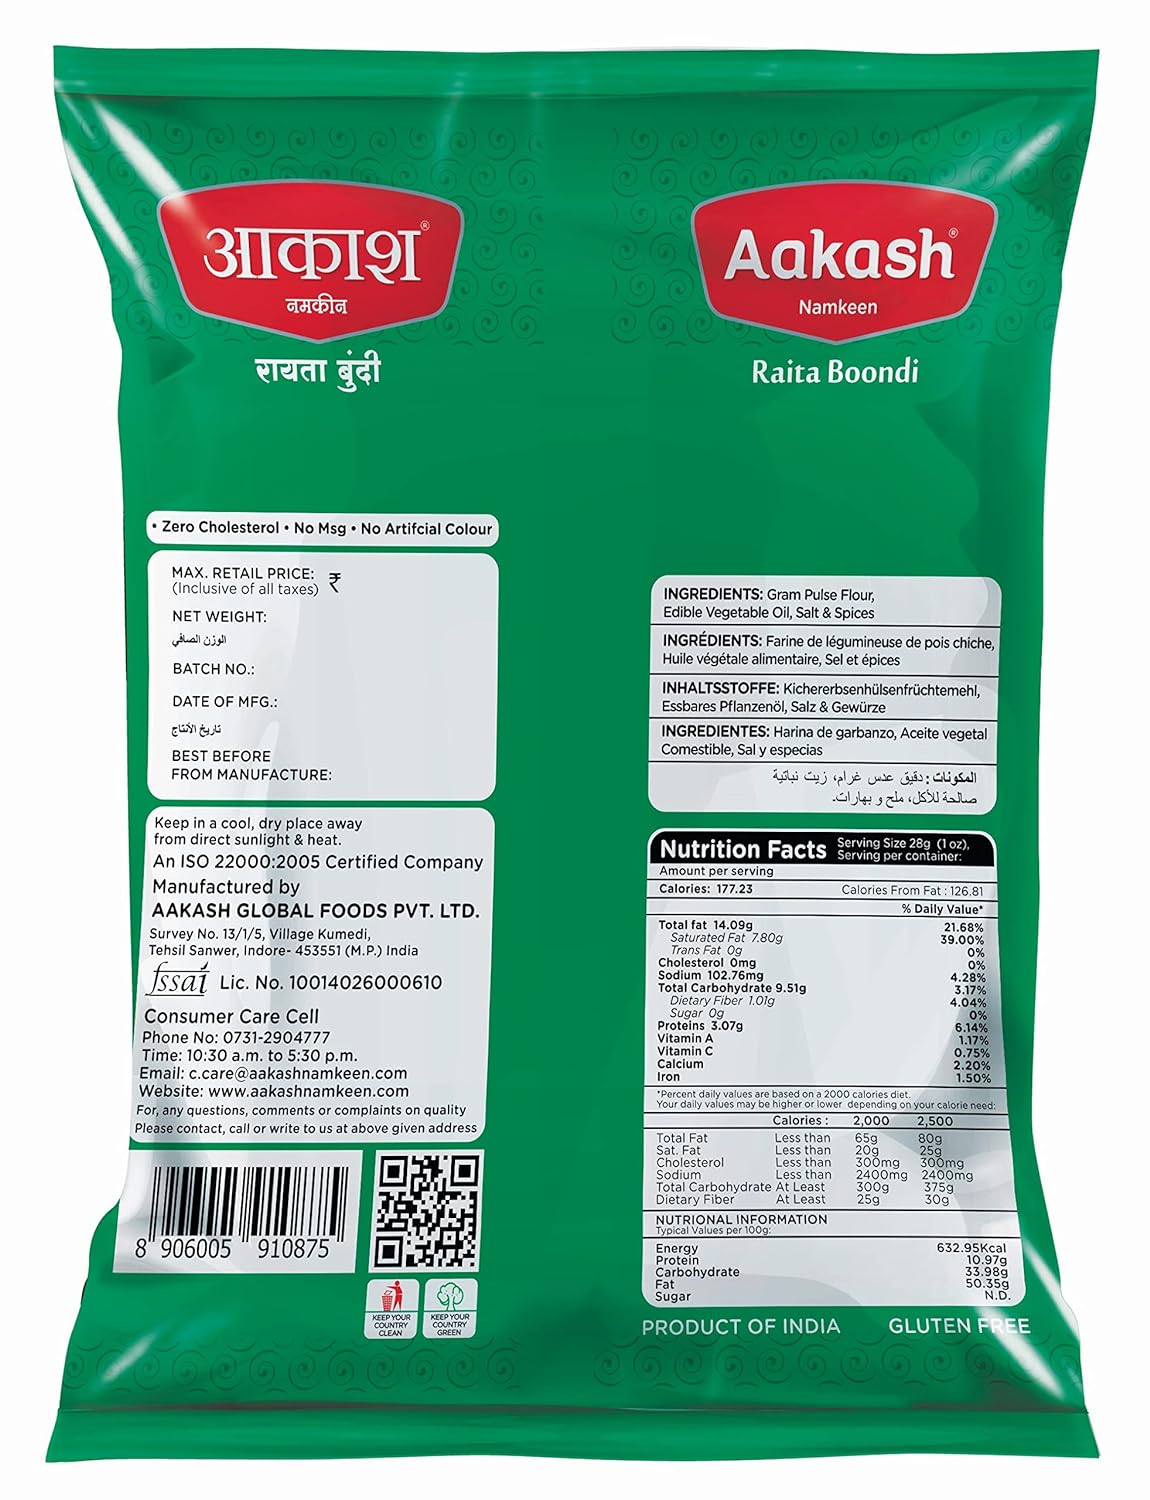 आकाश®
नमकीन
रायता बुंदी
• Zero Cholesterol • No Msg • No Artifcial Colour
MAX. RETAIL PRICE: ₹
(Inclusive of all taxes)
NET WEIGHT:
الوزن الصافي
BATCH NO.:
DATE OF MFG.:
تاريخ الأنتاج
BEST BEFORE
FROM MANUFACTURE:
Keep in a cool, dry place away
from direct sunlight & heat.
An ISO 22000:2005 Certified Company
Manufactured by
AAKASH GLOBAL FOODS PVT. LTD.
Survey No. 13/1/5, Village Kumedi,
Tehsil Sanwer, Indore- 453551 (M.P.) India
fssai Lic. No. 10014026000610
Consumer Care Cell
Phone No: 0731-2904777
Time: 10:30 a.m. to 5:30 p.m.
Email: c.care@aakashnamkeen.com
Website: www.aakashnamkeen.com
For, any questions, comments or complaints on quality
Please contact, call or write to us at above given address
8 906005 910875
KEEP YOUR
COUNTRY
CLEAN
KEEP YOUR
COUNTRY
GREEN
Aakash®
Namkeen
Raita Boondi
INGREDIENTS: Gram Pulse Flour,
Edible Vegetable Oil, Salt & Spices
INGRÉDIENTS: Farine de légumineuse de pois chiche,
Huile végétale alimentaire, Sel et épices
INHALTSSTOFFE: Kichererbsenhülsenfrüchtemehl,
Essbares Pflanzenöl, Salz & Gewürze
INGREDIENTES: Harina de garbanzo, Aceite vegetal
Comestible, Sal y especias
المكونات: دقيق عدس غرام، زيت نباتية
صالحة للأكل، ملح و بهارات.
Nutrition Facts Serving Size 28g (1 oz),
Serving per container:
Amount per serving
Calories: 177.23 Calories From Fat : 126.81
% Daily Value*
Total fat 14.09g 21.68%
Saturated Fat 7.80g 39.00%
Trans Fat 0g 0%
Cholesterol 0mg 0%
Sodium 102.76mg 4.28%
Total Carbohydrate 9.51g 3.17%
Dietary Fiber 1.01g 4.04%
Sugar 0g 0%
Proteins 3.07g 6.14%
Vitamin A 1.17%
Vitamin C 0.75%
Calcium 2.20%
Iron 1.50%
*Percent daily values are based on a 2000 calories diet.
Your daily values may be higher or lower depending on your calorie need:
Calories : 2,000 2,500
Total Fat Less than 65g 80g
Sat. Fat Less than 20g 25g
Cholesterol Less than 300mg 300mg
Sodium Less than 2400mg 2400mg
Total Carbohydrate At Least 300g 375g
Dietary Fiber At Least 25g 30g
NUTRIONAL INFORMATION
Typical Values per 100g:
Energy 632.95Kcal
Protein 10.97g
Carbohydrate 33.98g
Fat 50.35g
Sugar N.D.
PRODUCT OF INDIA GLUTEN FREE